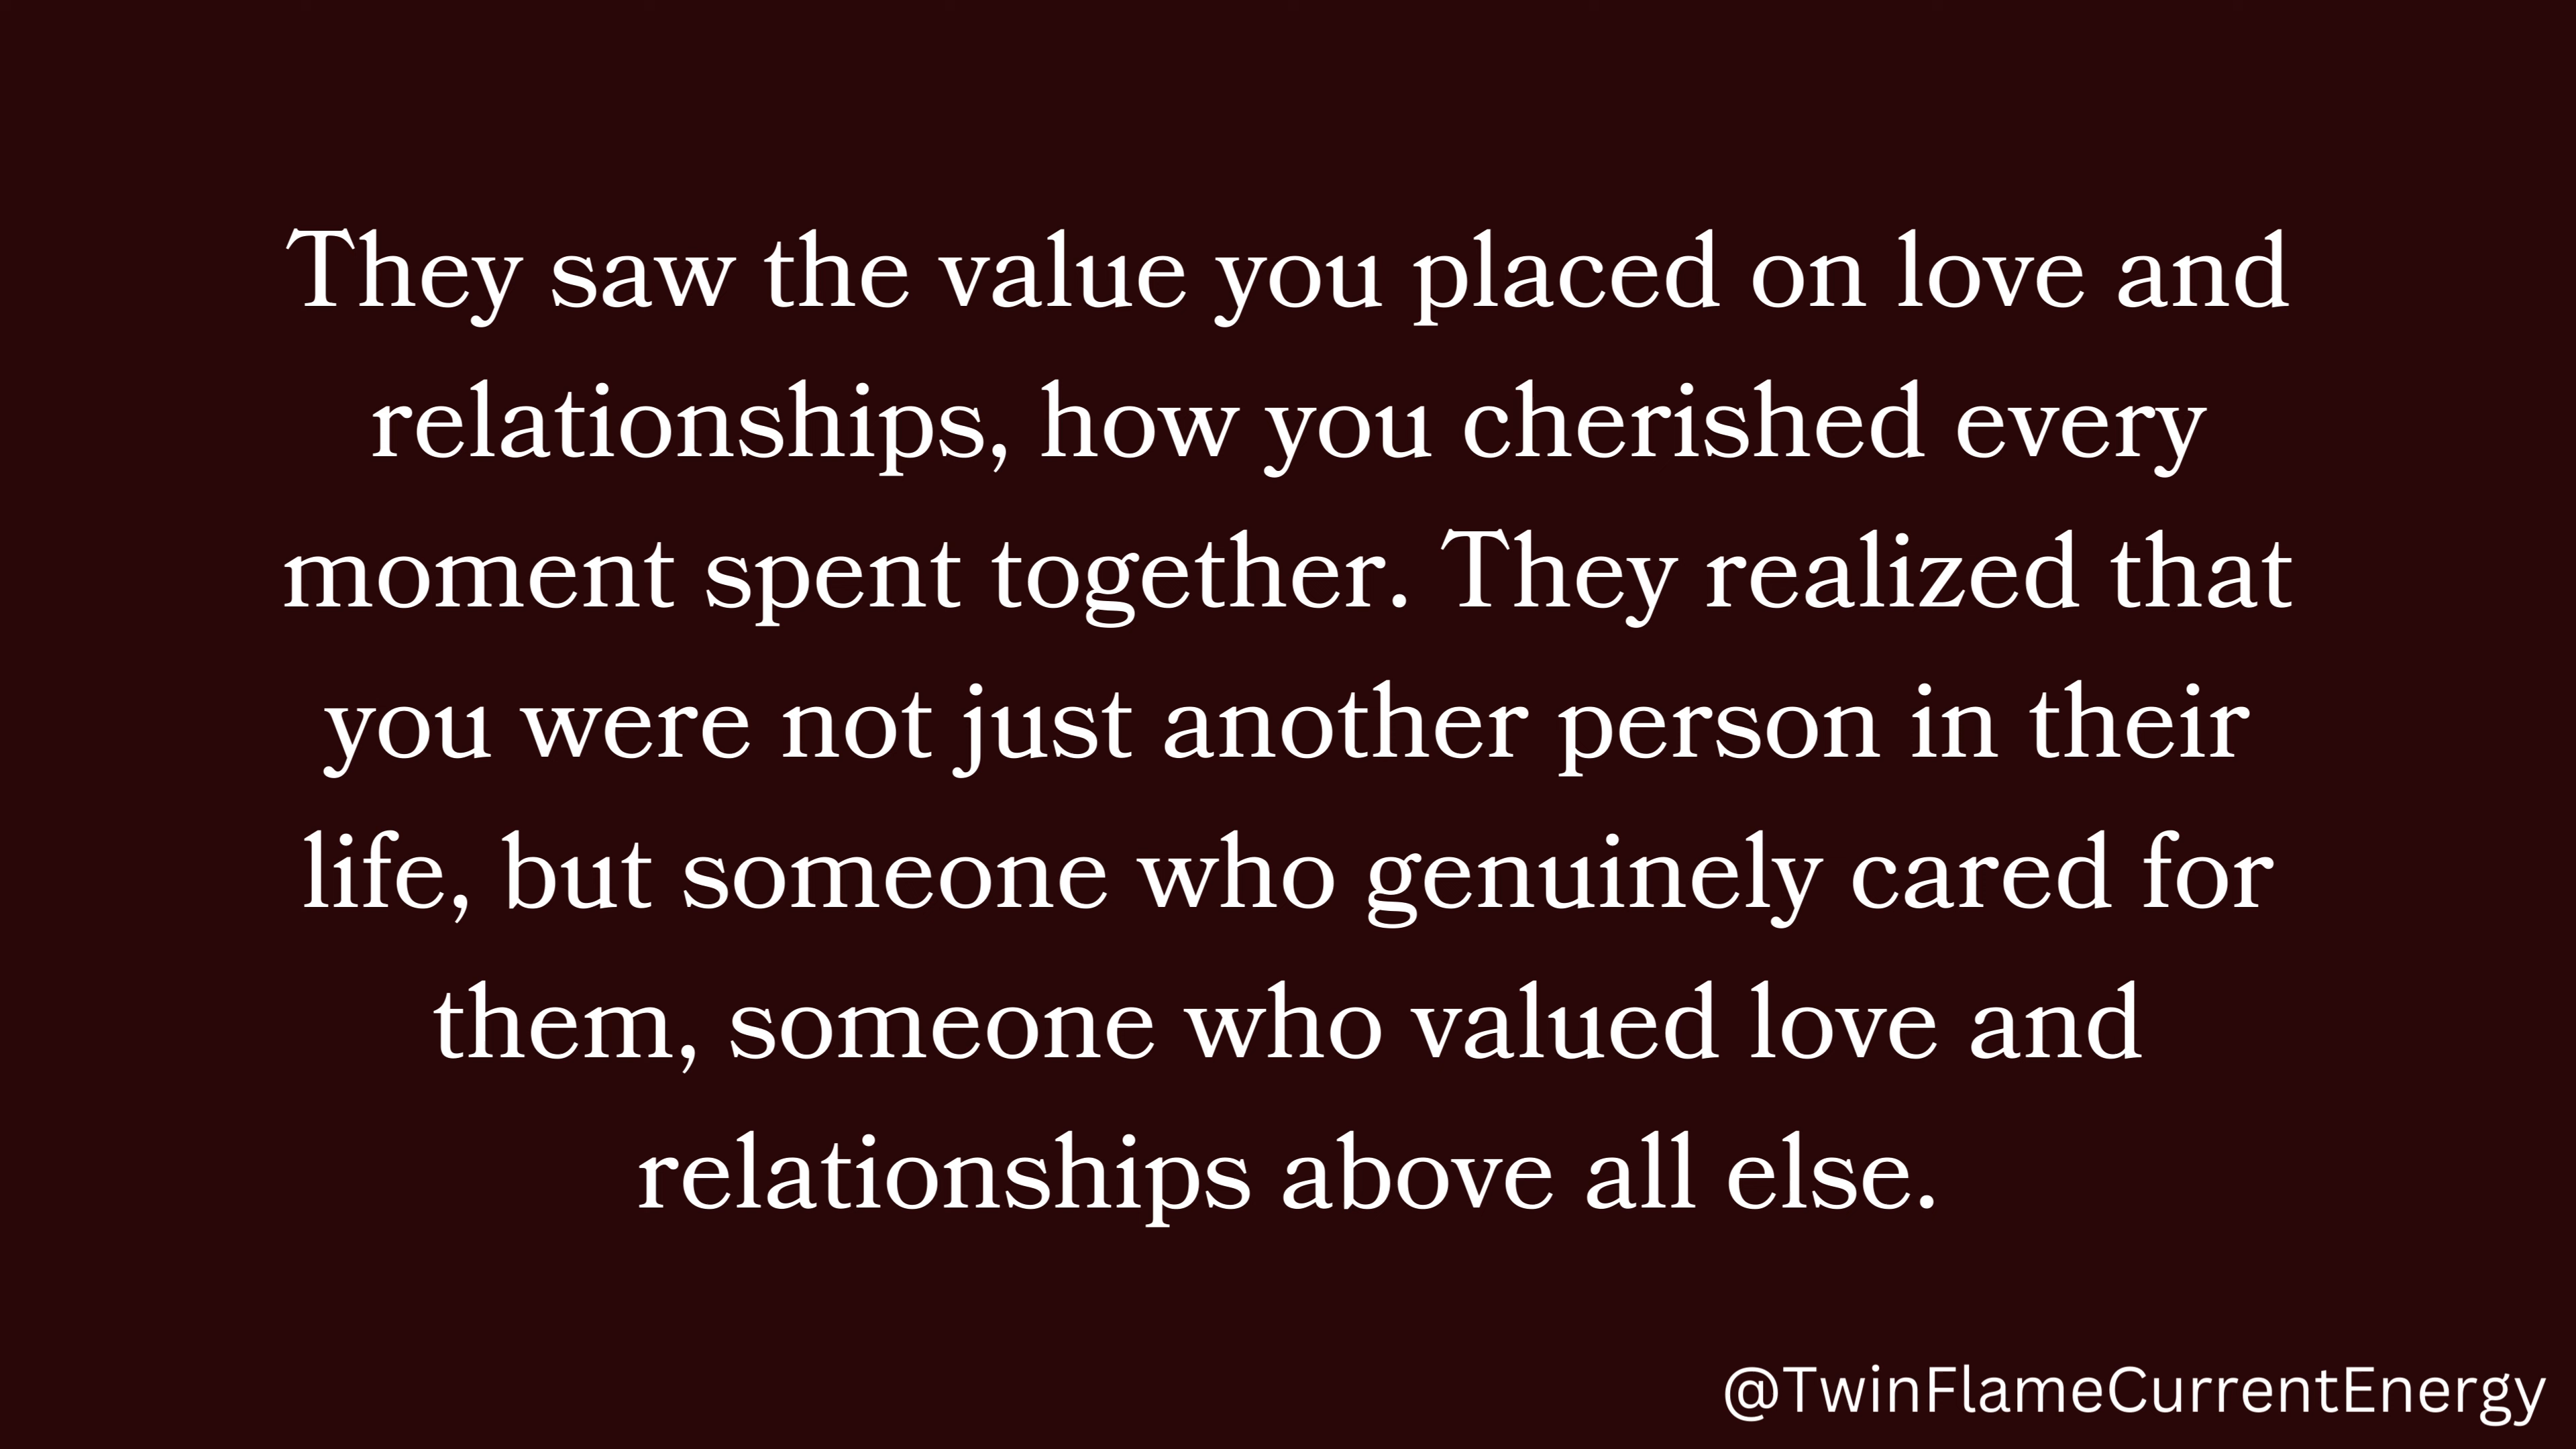 They saw the value you placed on love and
relationships, how you cherished every
moment spent together. They realized that
you were not just another person in their
life, but someone who genuinely cared for
them, someone who valued love and
relationships above all else.
@TwinFlameCurrentEnergy